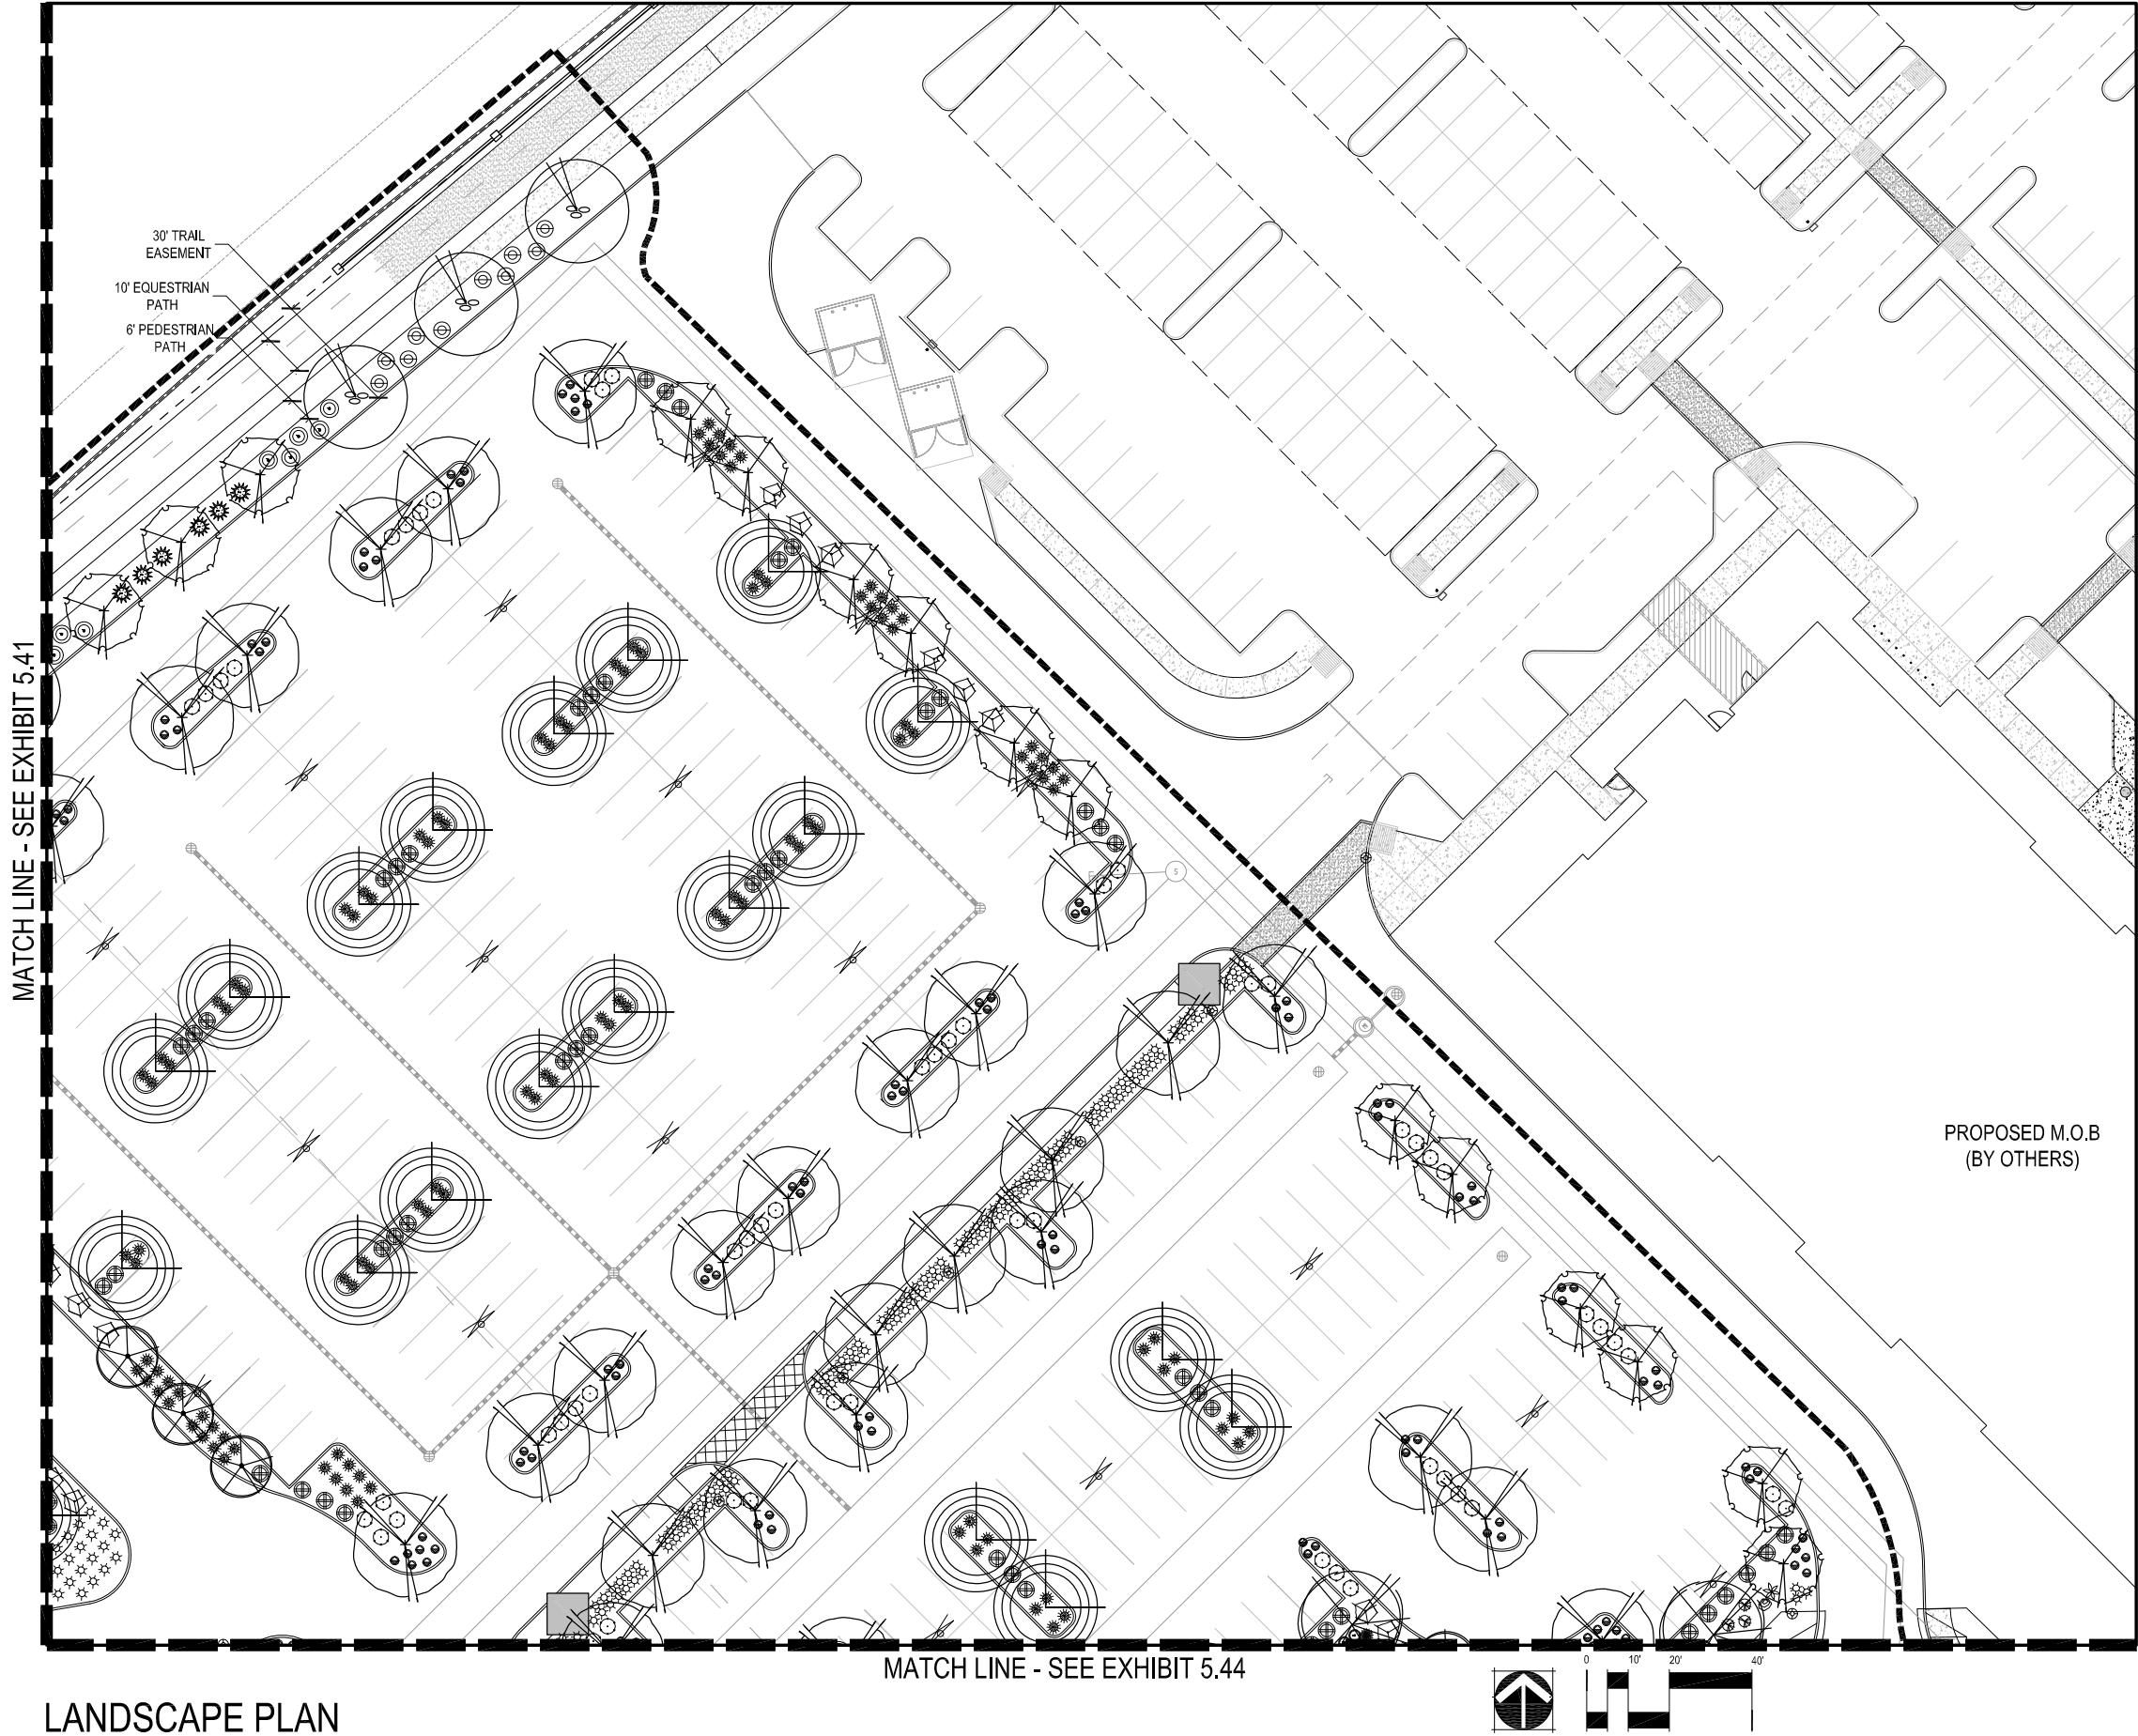 30' TRAIL
EASEMENT
10' EQUESTRIAN
PATH
6' PEDESTRIAN
PATH
MATCH LINE - SEE EXHIBIT 5.41
S
PROPOSED M.O.B
(BY OTHERS)
MATCH LINE - SEE EXHIBIT 5.44
0 10' 20' 40'
LANDSCAPE PLAN